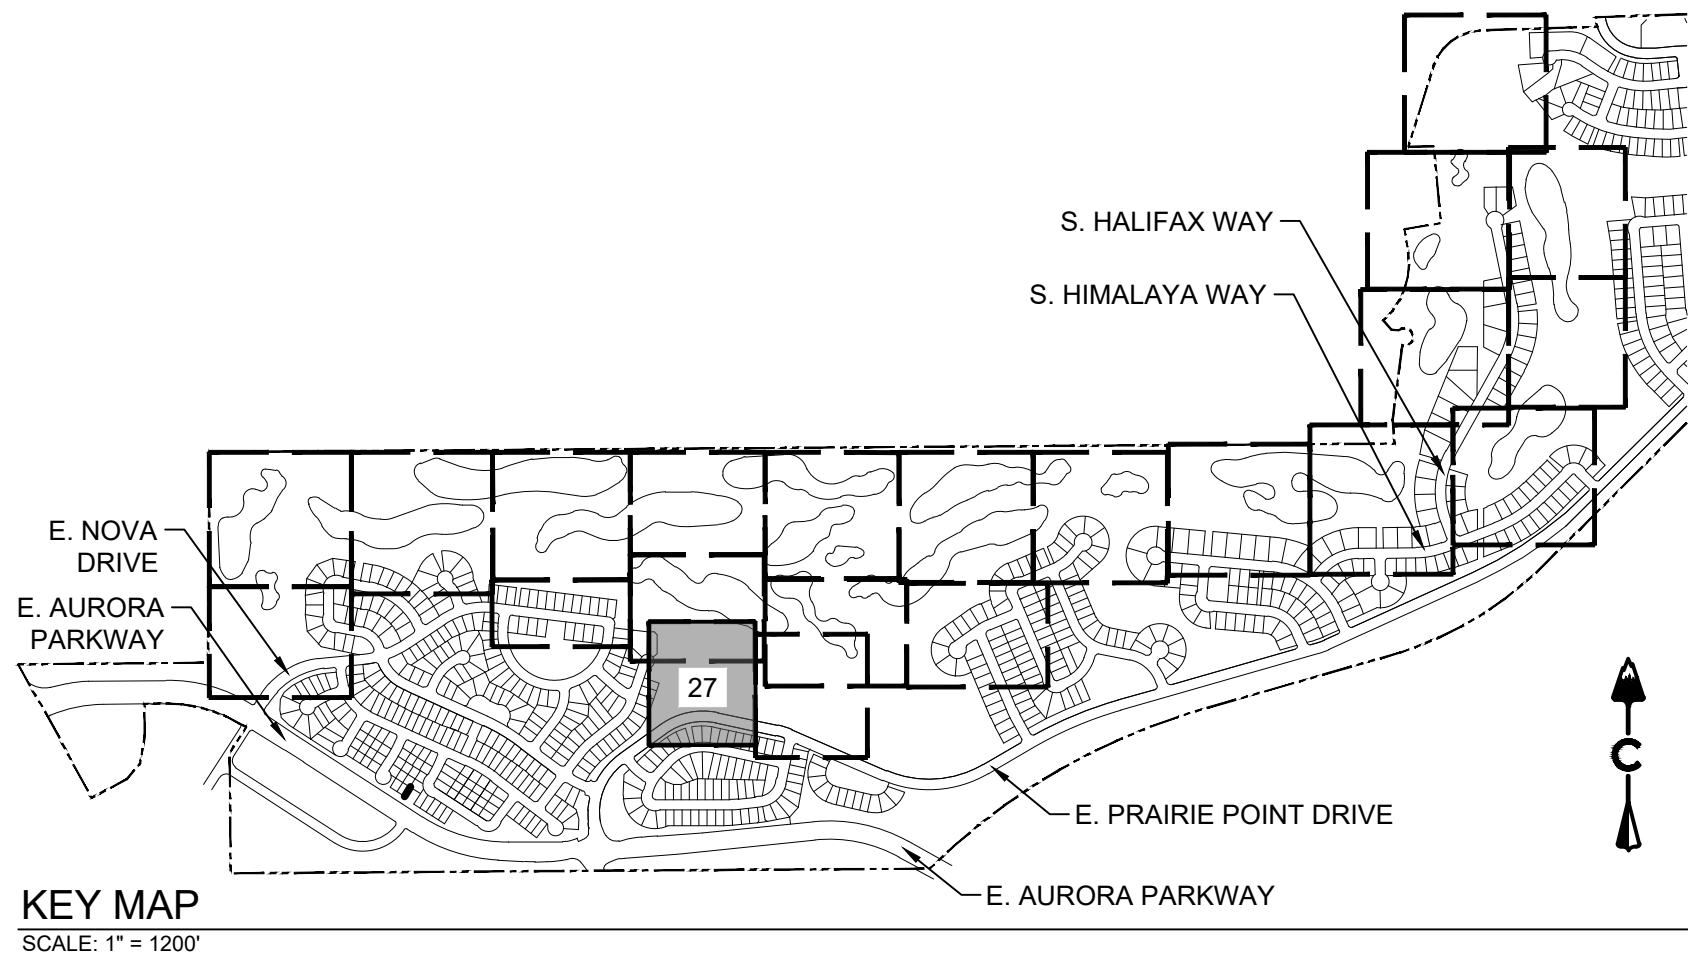 S. HALIFAX WAY
S. HIMALAYA WAY
E. NOVA
DRIVE
E. AURORA
PARKWAY
27
C
E. PRAIRIE POINT DRIVE
E. AURORA PARKWAY
KEY MAP
SCALE: 1" = 1200'